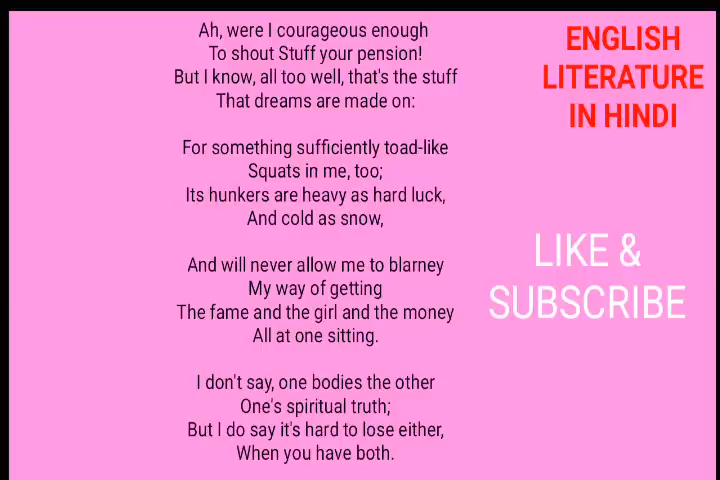 Ah, were I courageous enough
To shout Stuff your pension!
But I know, all too well, that's the stuff
That dreams are made on:
For something sufficiently toad-like
Squats in me, too;
Its hunkers are heavy as hard luck,
And cold as snow,
And will never allow me to blarney
My way of getting
The fame and the girl and the money
All at one sitting.
I don't say, one bodies the other
One's spiritual truth;
But I do say it's hard to lose either,
When you have both.
ENGLISH
LITERATURE
IN HINDI
LIKE &
SUBSCRIBE